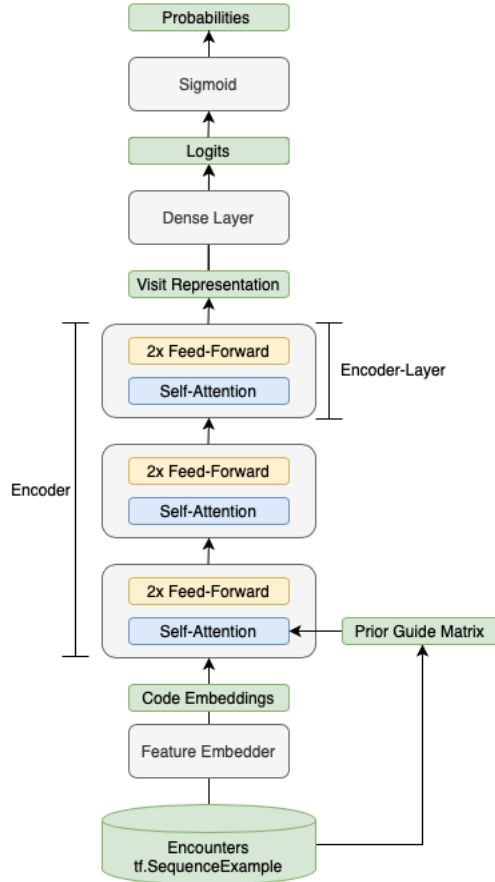 Probabilities
Sigmoid
Logits
Dense Layer
Visit Representation
2x Feed-Forward
Self-Attention
Encoder-Layer
2x Feed-Forward
Self-Attention
Encoder
2x Feed-Forward
Self-Attention
Prior Guide Matrix
Code Embeddings
Feature Embedder
Encounters
tf.SequenceExample